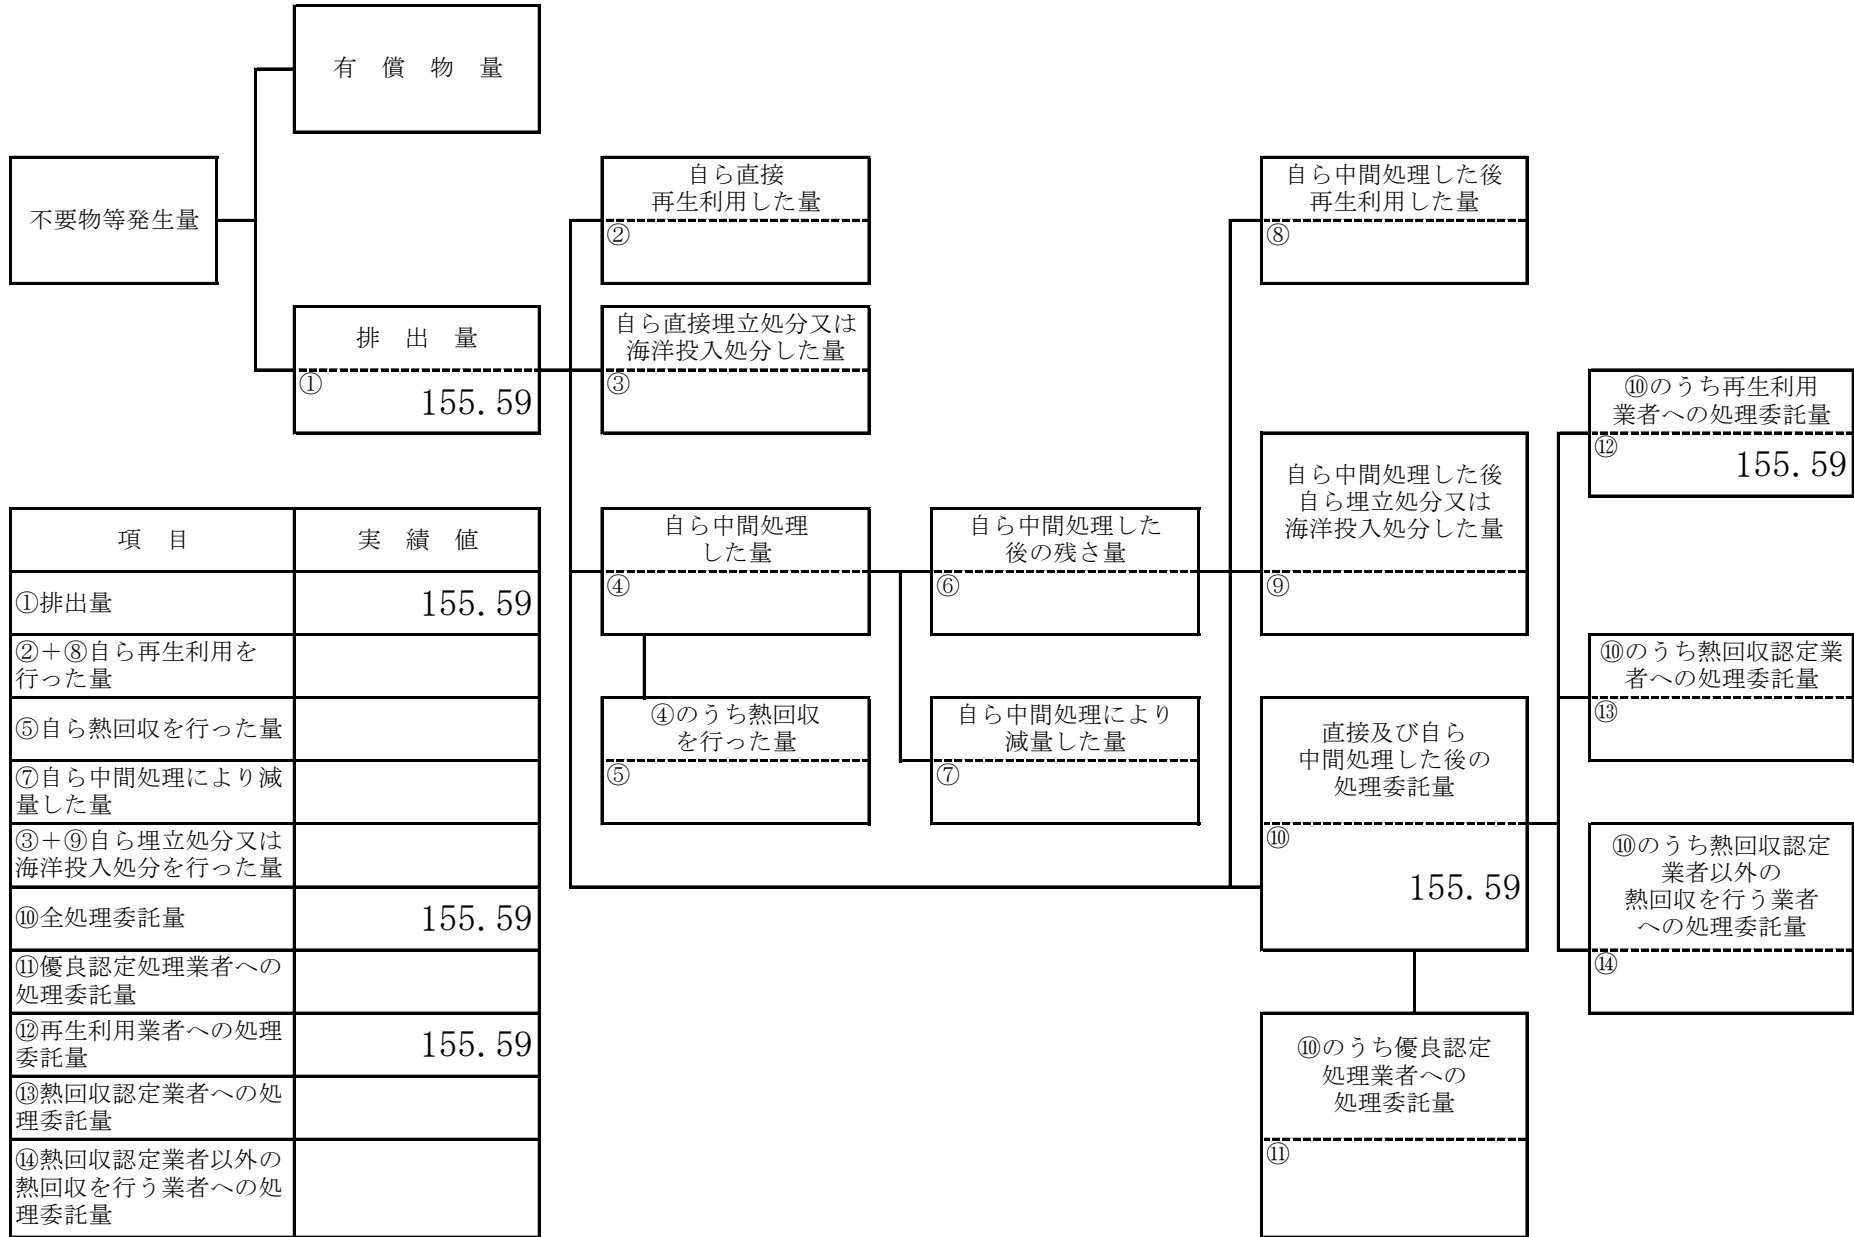 有　償　物　量
不要物等発生量
排　出　量
①
155.59
自ら直接
再生利用した量
②
自ら直接埋立処分又は
海洋投入処分した量
③
自ら中間処理
した量
④
④のうち熱回収
を行った量
⑤
自ら中間処理した
後の残さ量
⑥
自ら中間処理により
減量した量
⑦
自ら中間処理した後
再生利用した量
⑧
自ら中間処理した後
自ら埋立処分又は
海洋投入処分した量
⑨
直接及び自ら
中間処理した後の
処理委託量
⑩
155.59
⑩のうち優良認定
処理業者への
処理委託量
⑪
⑩のうち再生利用
業者への処理委託量
⑫
155.59
⑩のうち熱回収認定業
者への処理委託量
⑬
⑩のうち熱回収認定
業者以外の
熱回収を行う業者
への処理委託量
⑭
項　目
実　績　値
①排出量
155.59
②＋⑧自ら再生利用を
行った量
⑤自ら熱回収を行った量
⑦自ら中間処理により減
量した量
③＋⑨自ら埋立処分又は
海洋投入処分を行った量
⑩全処理委託量
155.59
⑪優良認定処理業者への
処理委託量
⑫再生利用業者への処理
委託量
155.59
⑬熱回収認定業者への処
理委託量
⑭熱回収認定業者以外の
熱回収を行う業者への処
理委託量